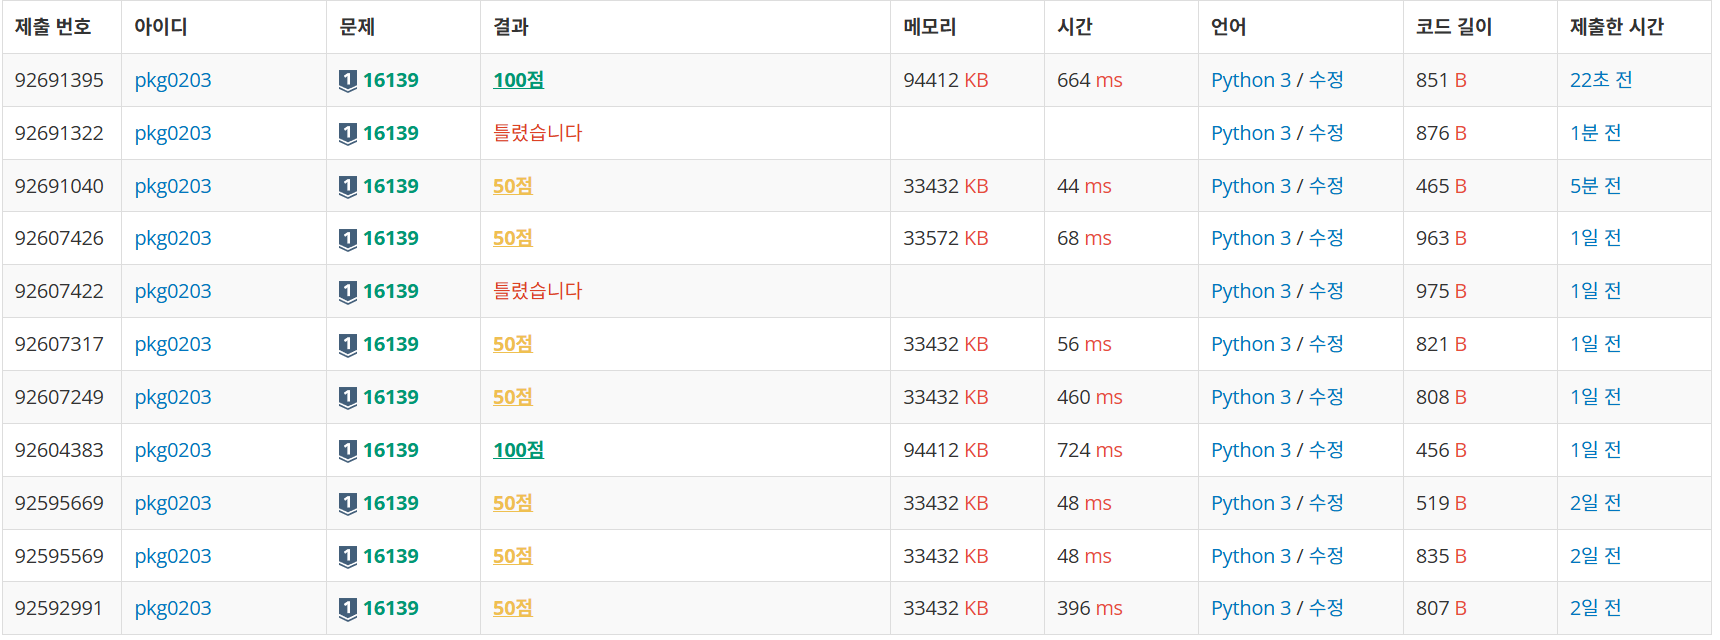 제출 번호 아이디 문제 결과 메모리 시간 언어 코드 길이 제출한 시간
92691395 pkg0203 1 16139 100점 94412 KB 664 ms Python 3 / 수정 851 B 22초 전
92691322 pkg0203 1 16139 틀렸습니다 Python 3 / 수정 876 B 1분 전
92691040 pkg0203 1 16139 50점 33432 KB 44 ms Python 3 / 수정 465 B 5분 전
92607426 pkg0203 1 16139 50점 33572 KB 68 ms Python 3 / 수정 963 B 1일 전
92607422 pkg0203 1 16139 틀렸습니다 Python 3 / 수정 975 B 1일 전
92607317 pkg0203 1 16139 50점 33432 KB 56 ms Python 3 / 수정 821 B 1일 전
92607249 pkg0203 1 16139 50점 33432 KB 460 ms Python 3 / 수정 808 B 1일 전
92604383 pkg0203 1 16139 100점 94412 KB 724 ms Python 3 / 수정 456 B 1일 전
92595669 pkg0203 1 16139 50점 33432 KB 48 ms Python 3 / 수정 519 B 2일 전
92595569 pkg0203 1 16139 50점 33432 KB 48 ms Python 3 / 수정 835 B 2일 전
92592991 pkg0203 1 16139 50점 33432 KB 396 ms Python 3 / 수정 807 B 2일 전